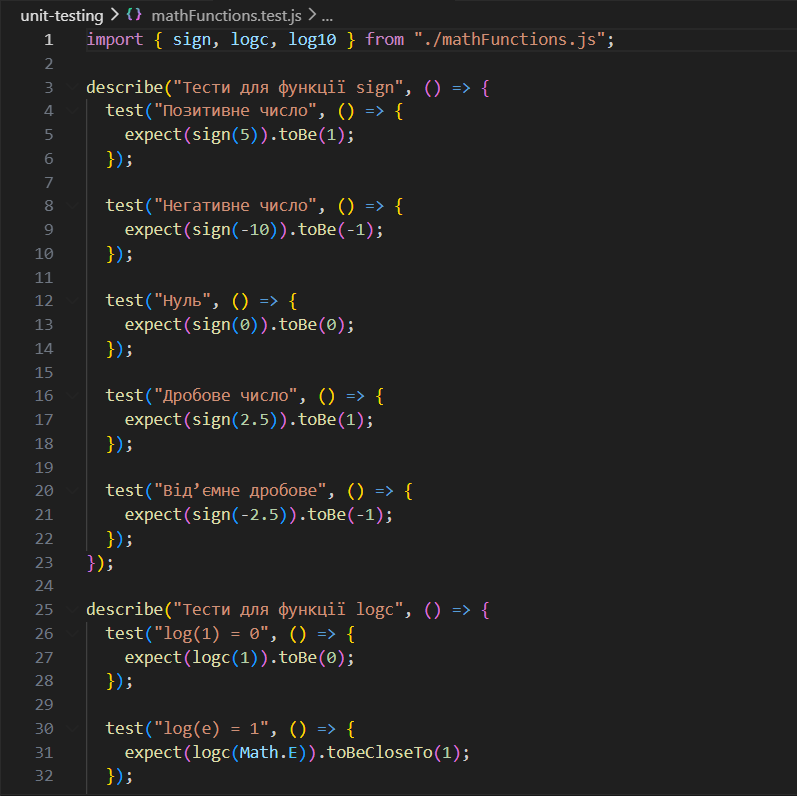 unit-testing > {} mathFunctions.test.js > ...
1 import { sign, logc, log10 } from "./mathFunctions.js";
2
3 describe("Тести для функції sign", () => {
4   test("Позитивне число", () => {
5     expect(sign(5)).toBe(1);
6   });
7
8   test("Негативне число", () => {
9     expect(sign(-10)).toBe(-1);
10   });
11
12   test("Нуль", () => {
13     expect(sign(0)).toBe(0);
14   });
15
16   test("Дробове число", () => {
17     expect(sign(2.5)).toBe(1);
18   });
19
20   test("Від’ємне дробове", () => {
21     expect(sign(-2.5)).toBe(-1);
22   });
23 });
24
25 describe("Тести для функції logc", () => {
26   test("log(1) = 0", () => {
27     expect(logc(1)).toBe(0);
28   });
29
30   test("log(e) = 1", () => {
31     expect(logc(Math.E)).toBeCloseTo(1);
32   });